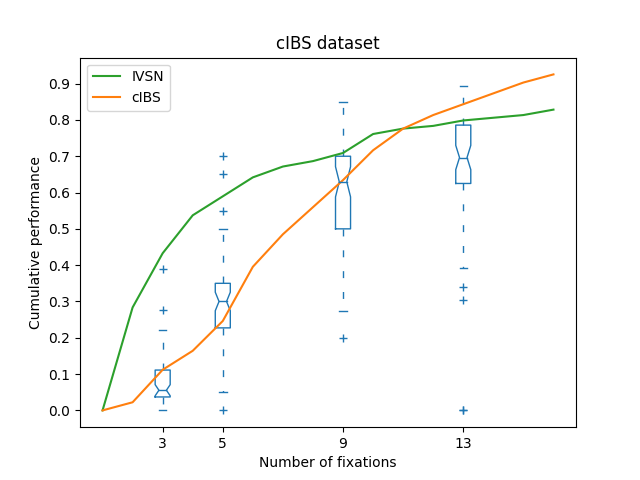 cIBS dataset
IVSN
cIBS
0.9
0.8
0.7
0.6
0.5
0.4
0.3
0.2
0.1
0.0
Cumulative performance
3 5 9 13
Number of fixations